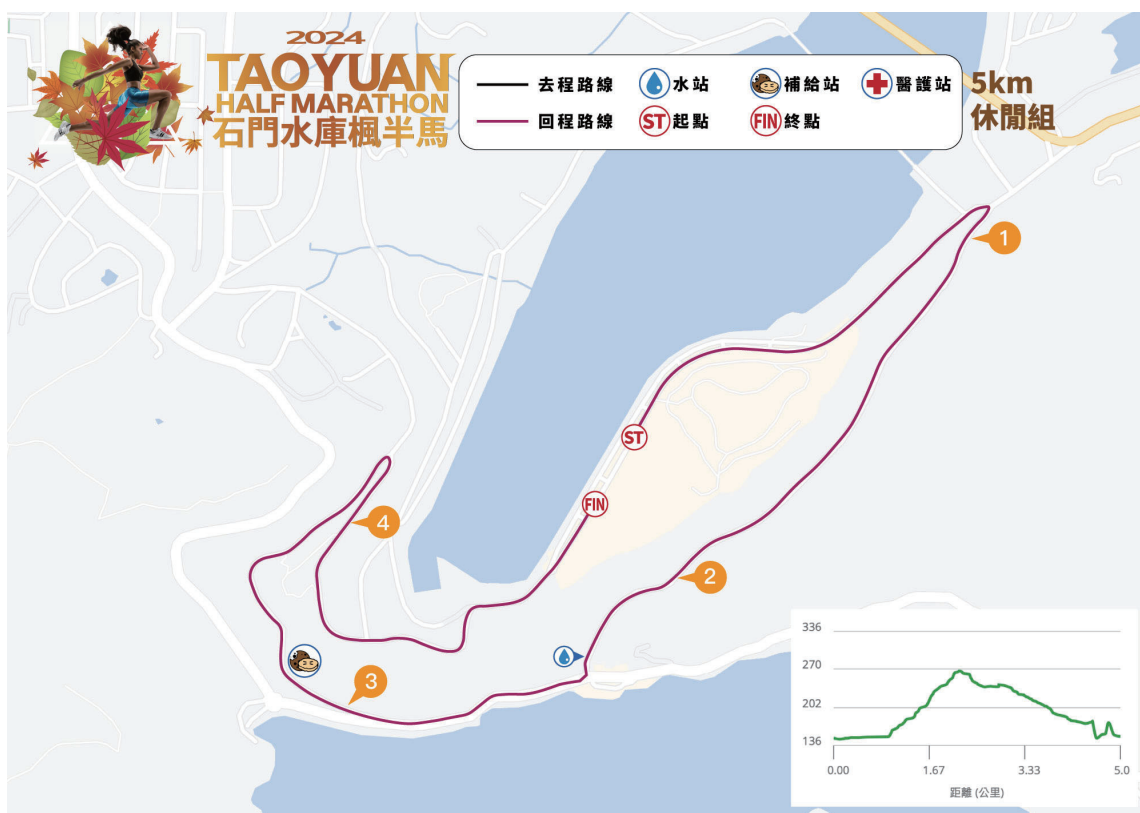 2024
TAOYUAN
HALF MARATHON
石門水庫楓半馬
去程路線
水站
補給站
醫護站
回程路線
ST 起點
FIN 終點
5km
休閒組
1
ST
4
FIN
2
3
336
270
202
136
0.00 1.67 3.33 5.0
距離 (公里)